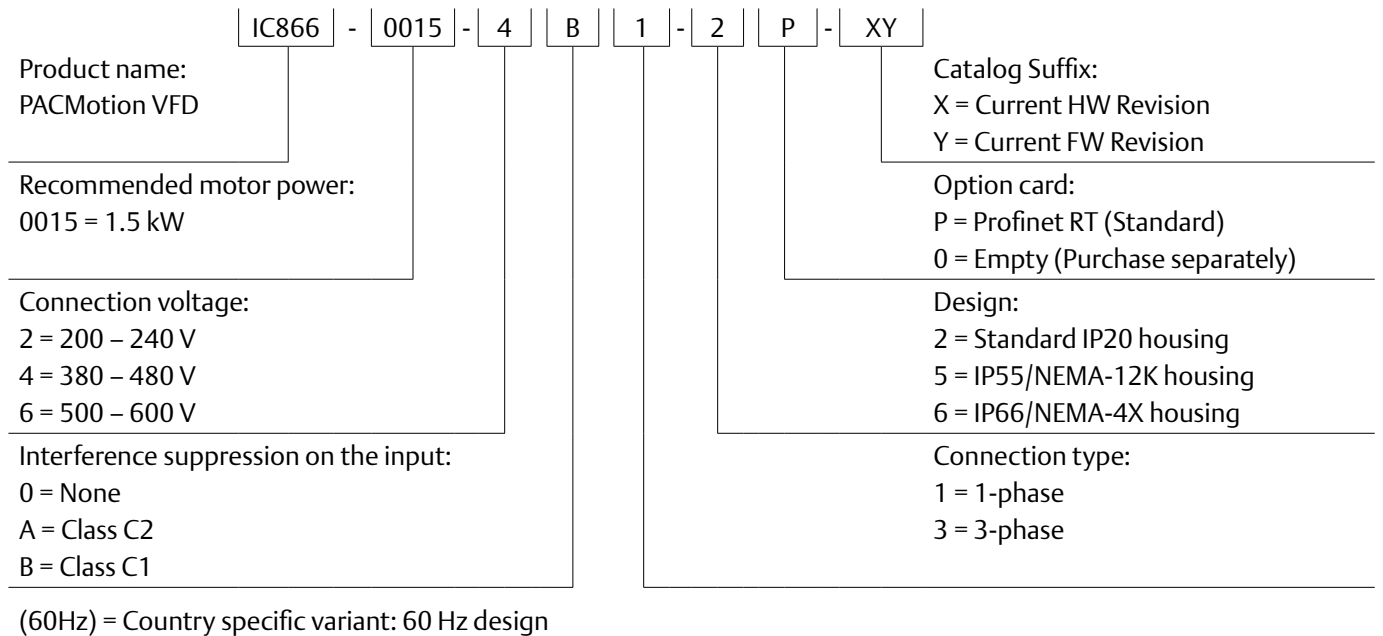 IC866 - 0015 - 4 B 1 - 2 P - XY
Product name:
PACMotion VFD
Catalog Suffix:
X = Current HW Revision
Y = Current FW Revision
Recommended motor power:
0015 = 1.5 kW
Option card:
P = Profinet RT (Standard)
0 = Empty (Purchase separately)
Connection voltage:
2 = 200 – 240 V
4 = 380 – 480 V
6 = 500 – 600 V
Design:
2 = Standard IP20 housing
5 = IP55/NEMA-12K housing
6 = IP66/NEMA-4X housing
Interference suppression on the input:
0 = None
A = Class C2
B = Class C1
Connection type:
1 = 1-phase
3 = 3-phase
(60Hz) = Country specific variant: 60 Hz design